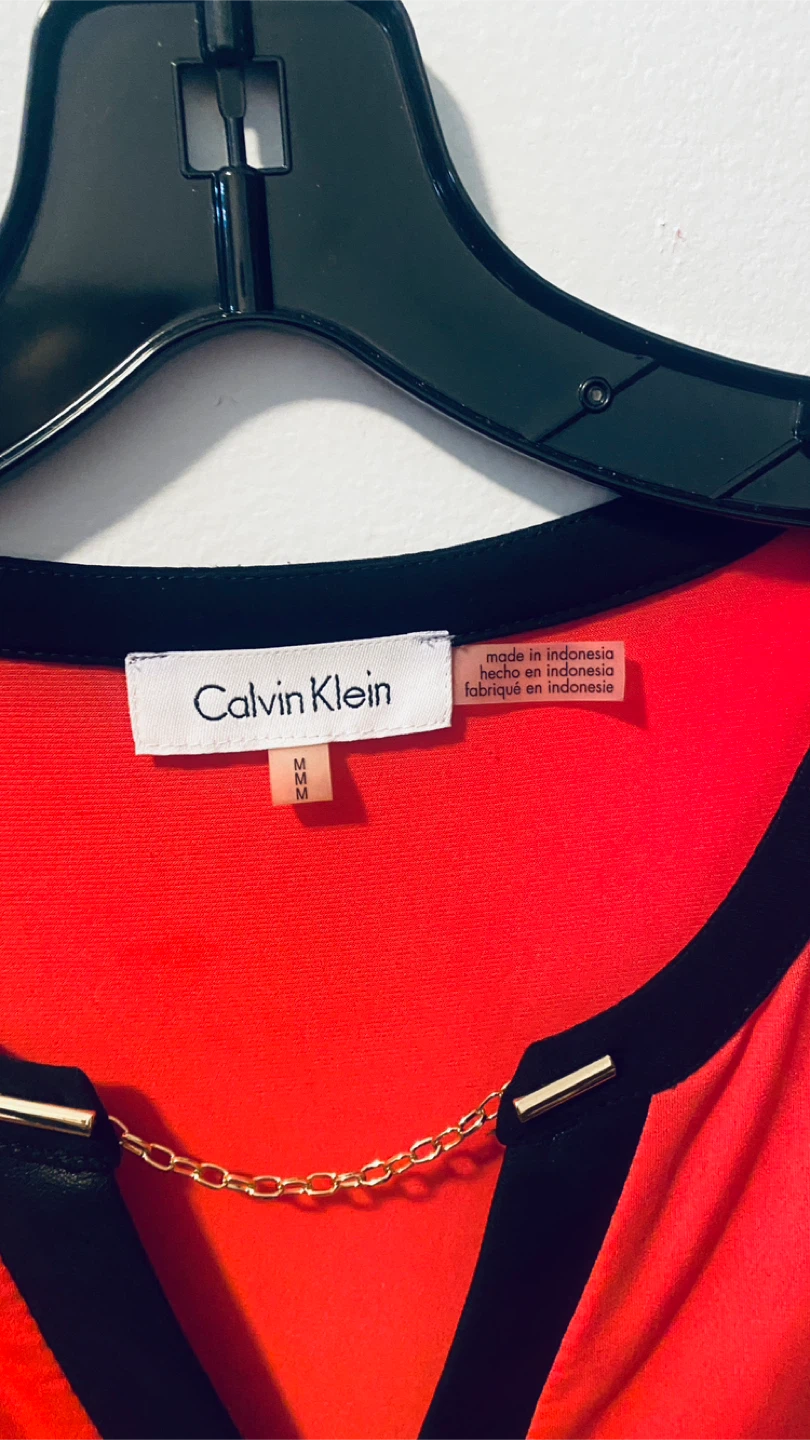 Calvin Klein
made in indonesia
hecho en indonesia
fabriqué en indonesie
M
M
M